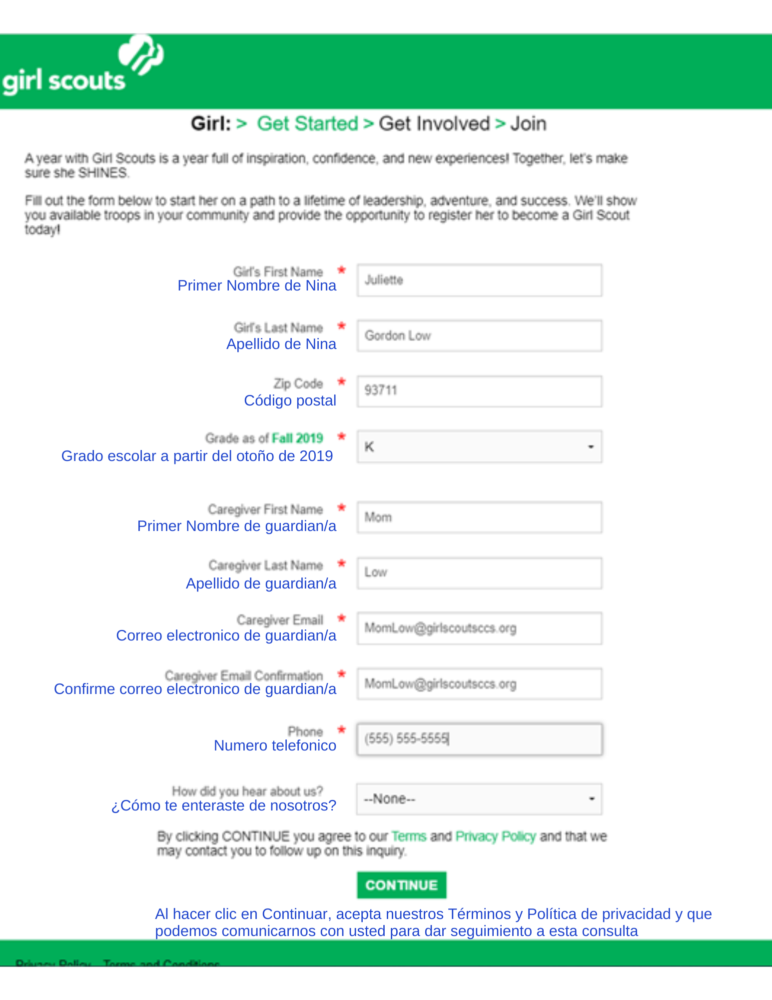 girl scouts
Girl: > Get Started > Get Involved > Join
A year with Girl Scouts is a year full of inspiration, confidence, and new experiences! Together, let's make
sure she SHINES.
Fill out the form below to start her on a path to a lifetime of leadership, adventure, and success. We'll show
you available troops in your community and provide the opportunity to register her to become a Girl Scout
today!
Girl's First Name * Juliette
Primer Nombre de Nina
Girl's Last Name * Gordon Low
Apellido de Nina
Zip Code * 93711
Código postal
Grade as of Fall 2019 * K
Grado escolar a partir del otoño de 2019
Caregiver First Name * Mom
Primer Nombre de guardian/a
Caregiver Last Name * Low
Apellido de guardian/a
Caregiver Email * MomLow@girlscoutsccs.org
Correo electronico de guardian/a
Caregiver Email Confirmation * MomLow@girlscoutsccs.org
Confirme correo electronico de guardian/a
Phone * (555) 555-5555
Numero telefonico
How did you hear about us? --None--
¿Cómo te enteraste de nosotros?
By clicking CONTINUE you agree to our Terms and Privacy Policy and that we
may contact you to follow up on this inquiry.
CONTINUE
Al hacer clic en Continuar, acepta nuestros Términos y Política de privacidad y que
podemos comunicarnos con usted para dar seguimiento a esta consulta
Privacy Policy Terms and Conditions